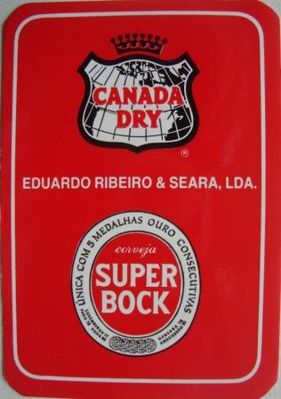 CANADA
DRY
®
EDUARDO RIBEIRO & SEARA, LDA.
ÚNICA COM 5 MEDALHAS OURO CONSECUTIVAS
cerveja
SUPER
BOCK